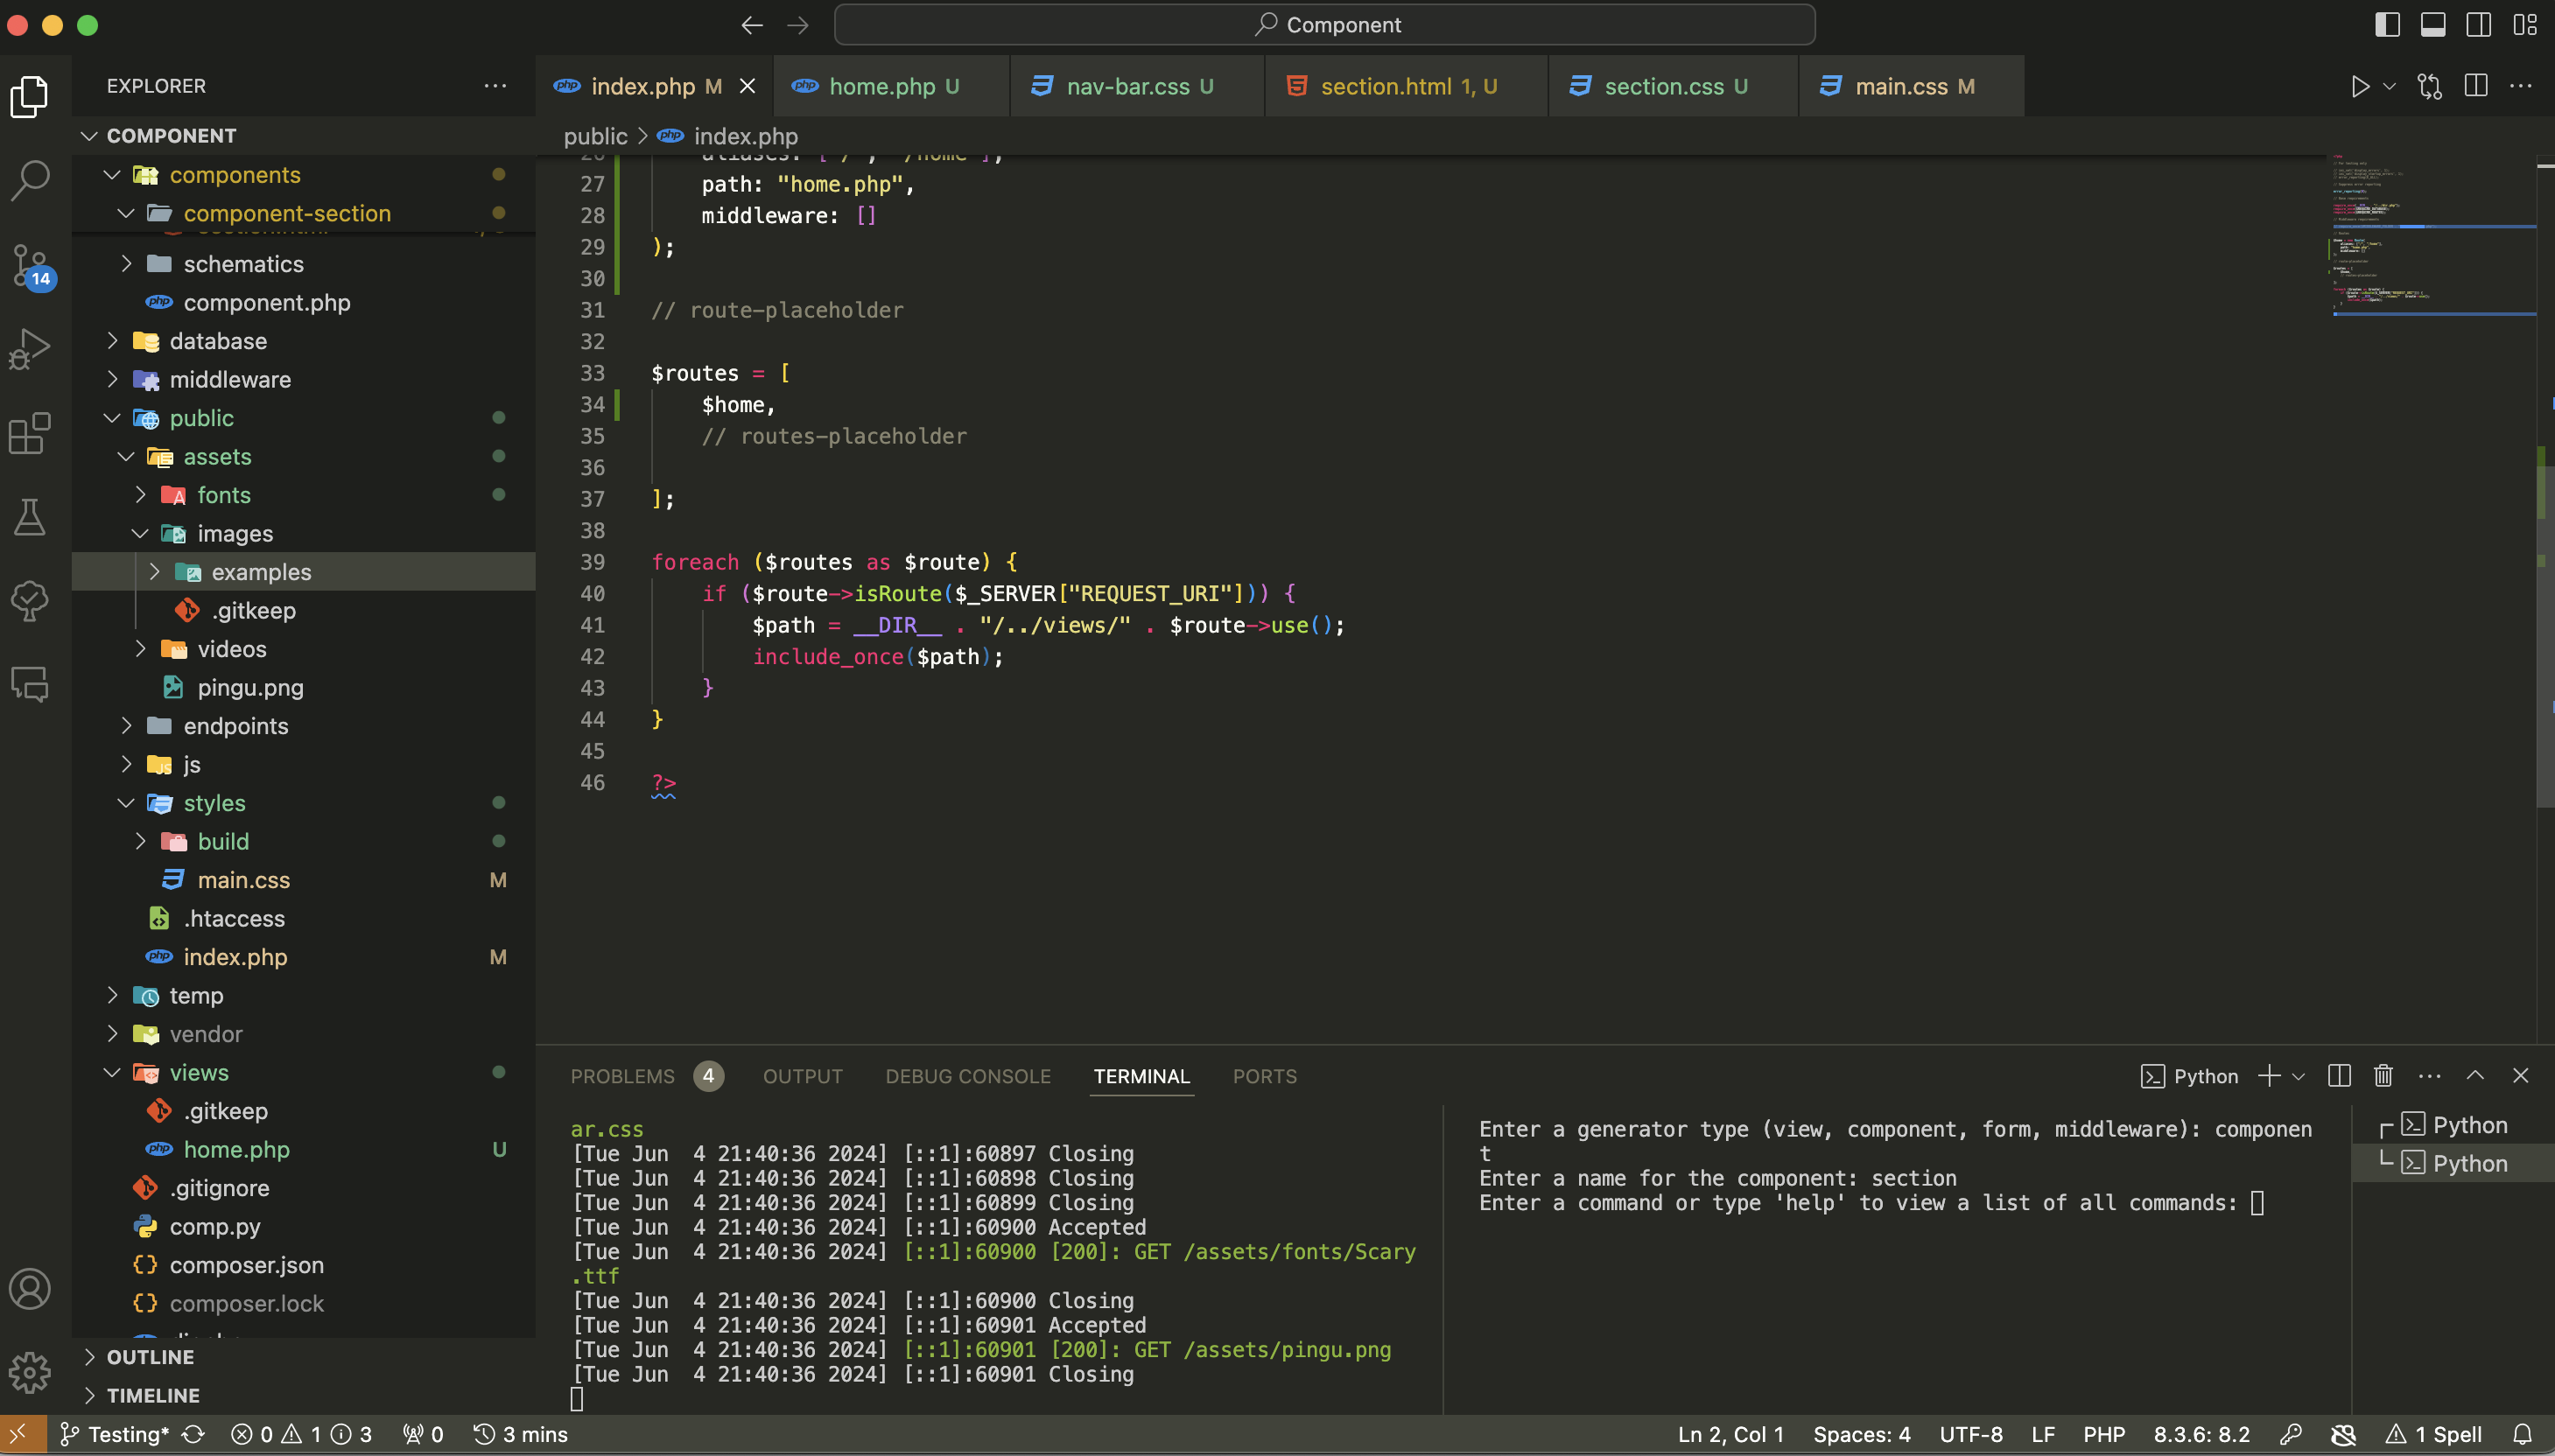 Component
EXPLORER
COMPONENT
components
component-section
schematics
component.php
database
middleware
public
assets
fonts
images
examples
.gitkeep
videos
pingu.png
endpoints
js
styles
build
main.css M
.htaccess
index.php M
temp
vendor
views
.gitkeep
home.php U
.gitignore
comp.py
composer.json
composer.lock
OUTLINE
TIMELINE
14
index.php M
home.php U
nav-bar.css U
section.html 1, U
section.css U
main.css M
public > index.php
27 path: "home.php",
28 middleware: []
29 );
30
31 // route-placeholder
32
33 $routes = [
34 $home,
35 // routes-placeholder
36
37 ];
38
39 foreach ($routes as $route) {
40 if ($route->isRoute($_SERVER["REQUEST_URI"])) {
41 $path = __DIR__ . "/../views/" . $route->use();
42 include_once($path);
43 }
44 }
45
46 ?>
PROBLEMS 4 OUTPUT DEBUG CONSOLE TERMINAL PORTS
Python
ar.css
[Tue Jun  4 21:40:36 2024] [::1]:60897 Closing
[Tue Jun  4 21:40:36 2024] [::1]:60898 Closing
[Tue Jun  4 21:40:36 2024] [::1]:60899 Closing
[Tue Jun  4 21:40:36 2024] [::1]:60900 Accepted
[Tue Jun  4 21:40:36 2024] [::1]:60900 [200]: GET /assets/fonts/Scary
.ttf
[Tue Jun  4 21:40:36 2024] [::1]:60900 Closing
[Tue Jun  4 21:40:36 2024] [::1]:60901 Accepted
[Tue Jun  4 21:40:36 2024] [::1]:60901 [200]: GET /assets/pingu.png
[Tue Jun  4 21:40:36 2024] [::1]:60901 Closing
Enter a generator type (view, component, form, middleware): componen
t
Enter a name for the component: section
Enter a command or type 'help' to view a list of all commands:
Python
Python
Testing* 0 1 3 0 3 mins
Ln 2, Col 1 Spaces: 4 UTF-8 LF PHP 8.3.6: 8.2 1 Spell